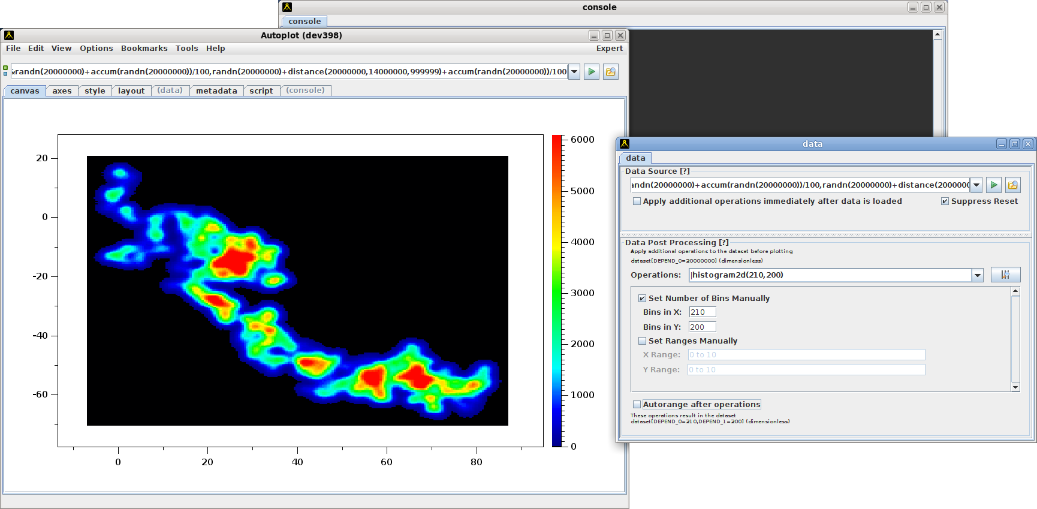 console
console
Autoplot (dev398)
File Edit View Options Bookmarks Tools Help Expert
randn(20000000)+accum(randn(20000000))/100,randn(20000000)+distance(20000000,14000000,999999)+accum(randn(20000000))/100
canvas axes style layout (data) metadata script (console)
20
0
-20
-40
-60
0 20 40 60 80
6000
5000
4000
3000
2000
1000
0
data
data
Data Source [?]
ndn(20000000)+accum(randn(20000000))/100,randn(20000000)+distance(2000000
Apply additional operations immediately after data is loaded Suppress Reset
Data Post Processing [?]
Apply additional operations to the dataset before plotting
dataset[DEPEND_0=20000000] (dimensionless)
Operations: |histogram2d(210,200)
Set Number of Bins Manually
Bins in X: 210
Bins in Y: 200
Set Ranges Manually
X Range: 0 to 10
Y Range: 0 to 10
Autorange after operations
These operations result in the dataset
dataset[DEPEND_0=210,DEPEND_1=200] (dimensionless)